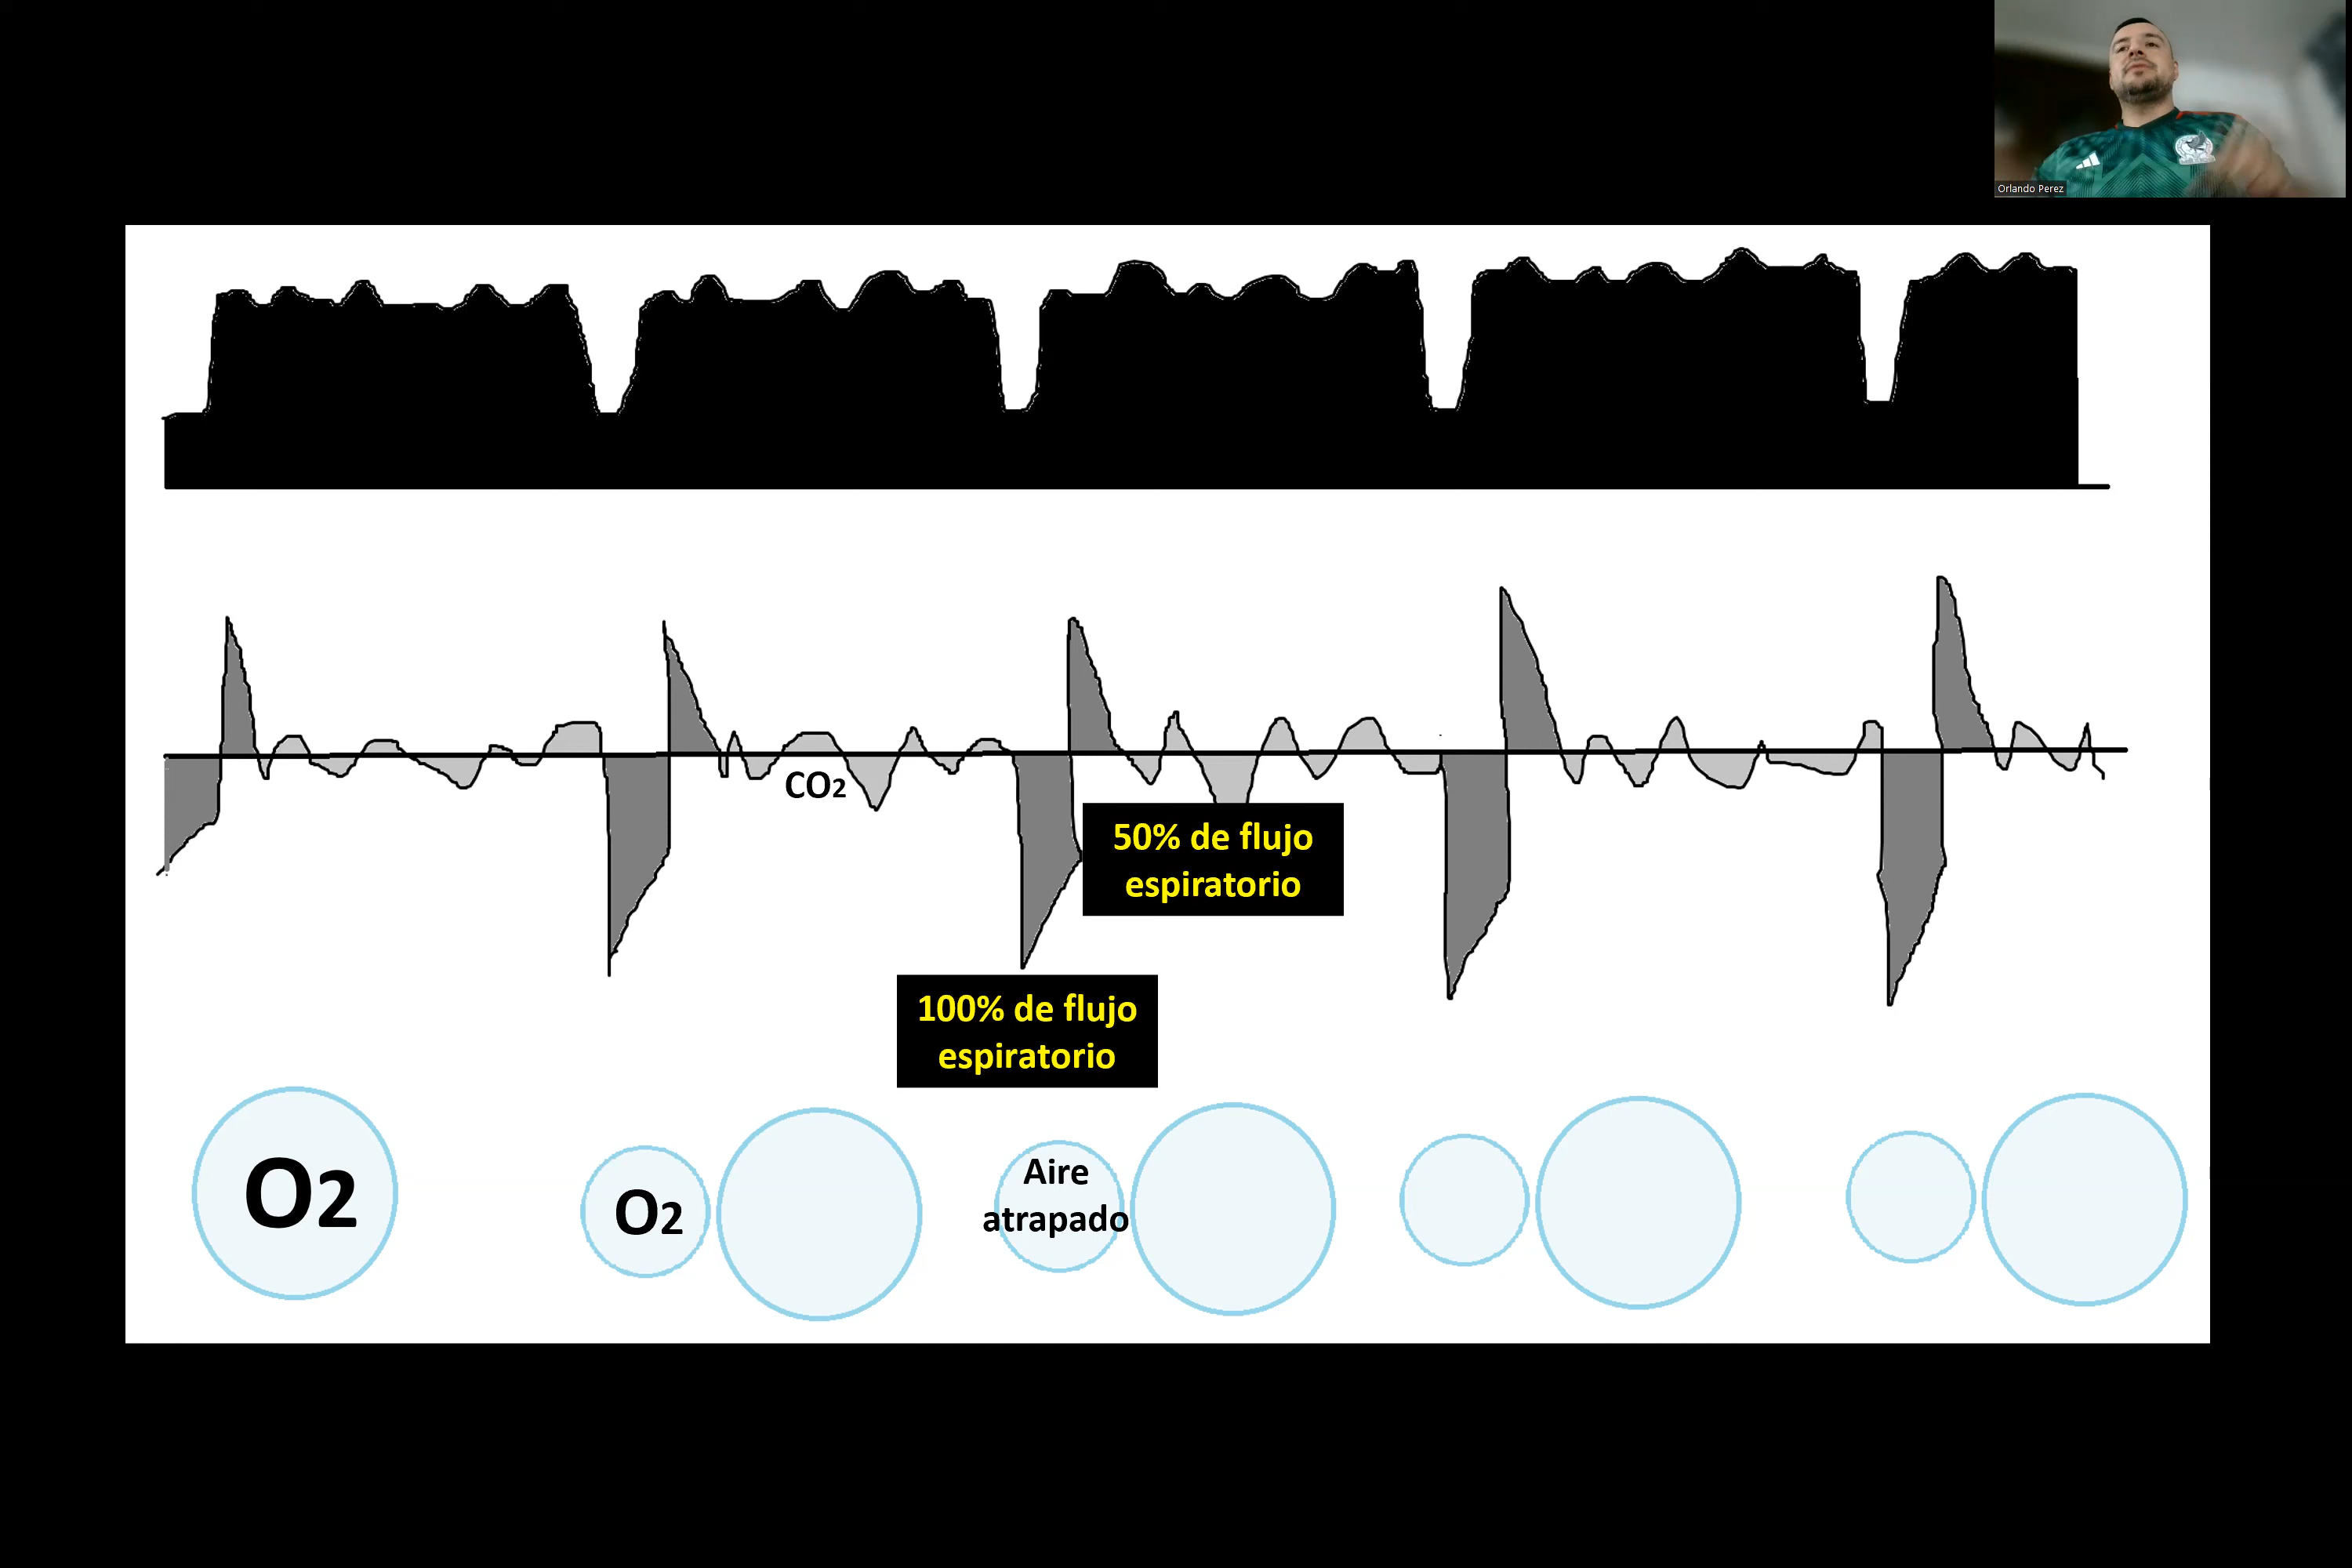 Orlando Perez
CO2
50% de flujo
espiratorio
100% de flujo
espiratorio
O2
O2
Aire
atrapado